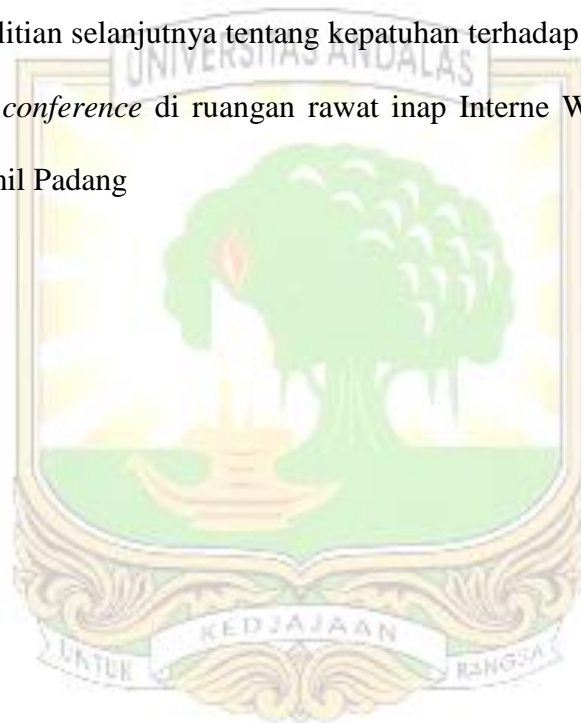 litian selanjutnya tentang kepatuhan terhadap
UNIVERSITAS ANDALAS
conference di ruangan rawat inap Interne W
nil Padang
KEDJAJAAN
UNTUK
BANGSA